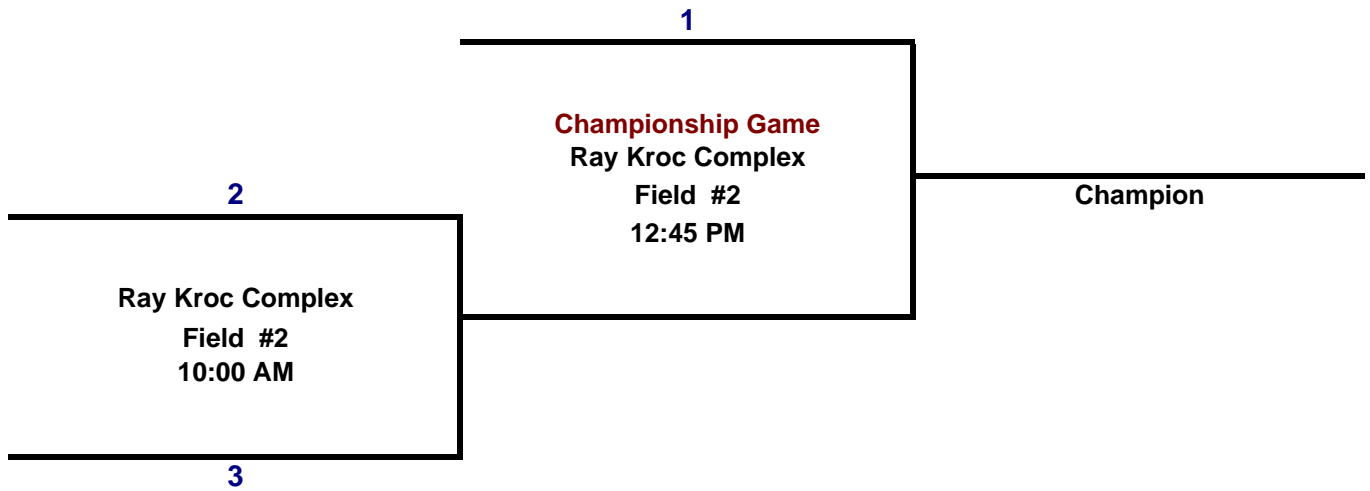 1
Championship Game
Ray Kroc Complex
Field #2
12:45 PM
Champion
2
Ray Kroc Complex
Field #2
10:00 AM
3